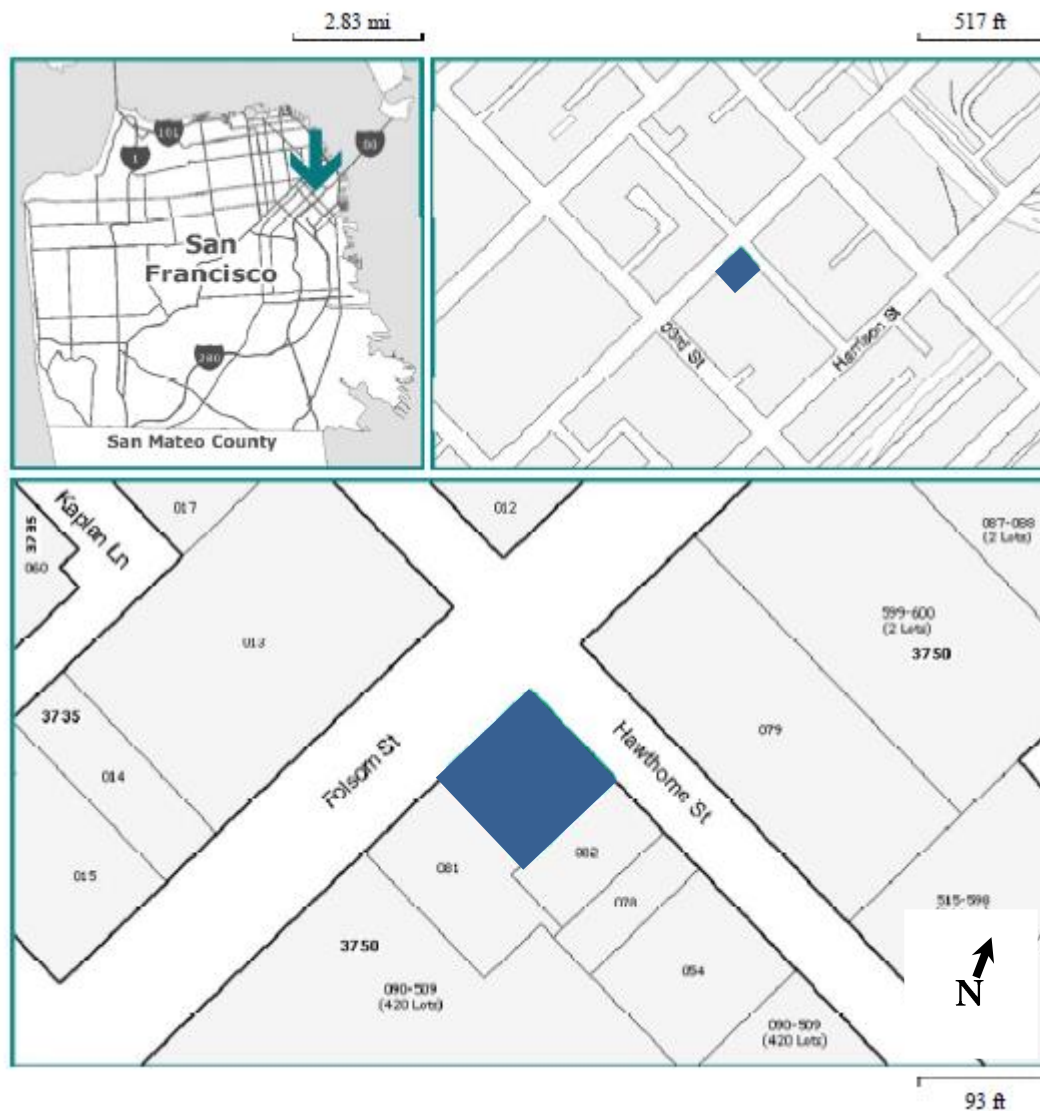 2.83 mi
517 ft
101
1
80
San
Francisco
280
San Mateo County
33rd St
Harrison St
Kaplan Ln
3735
060
017
012
087-088
(2 Lots)
013
599-600
(2 Lots)
3750
3735
014
015
Folsom St
Hawthorne St
079
081
082
078
515-598
3750
090-509
(420 Lots)
054
090-509
(420 Lots)
N
93 ft